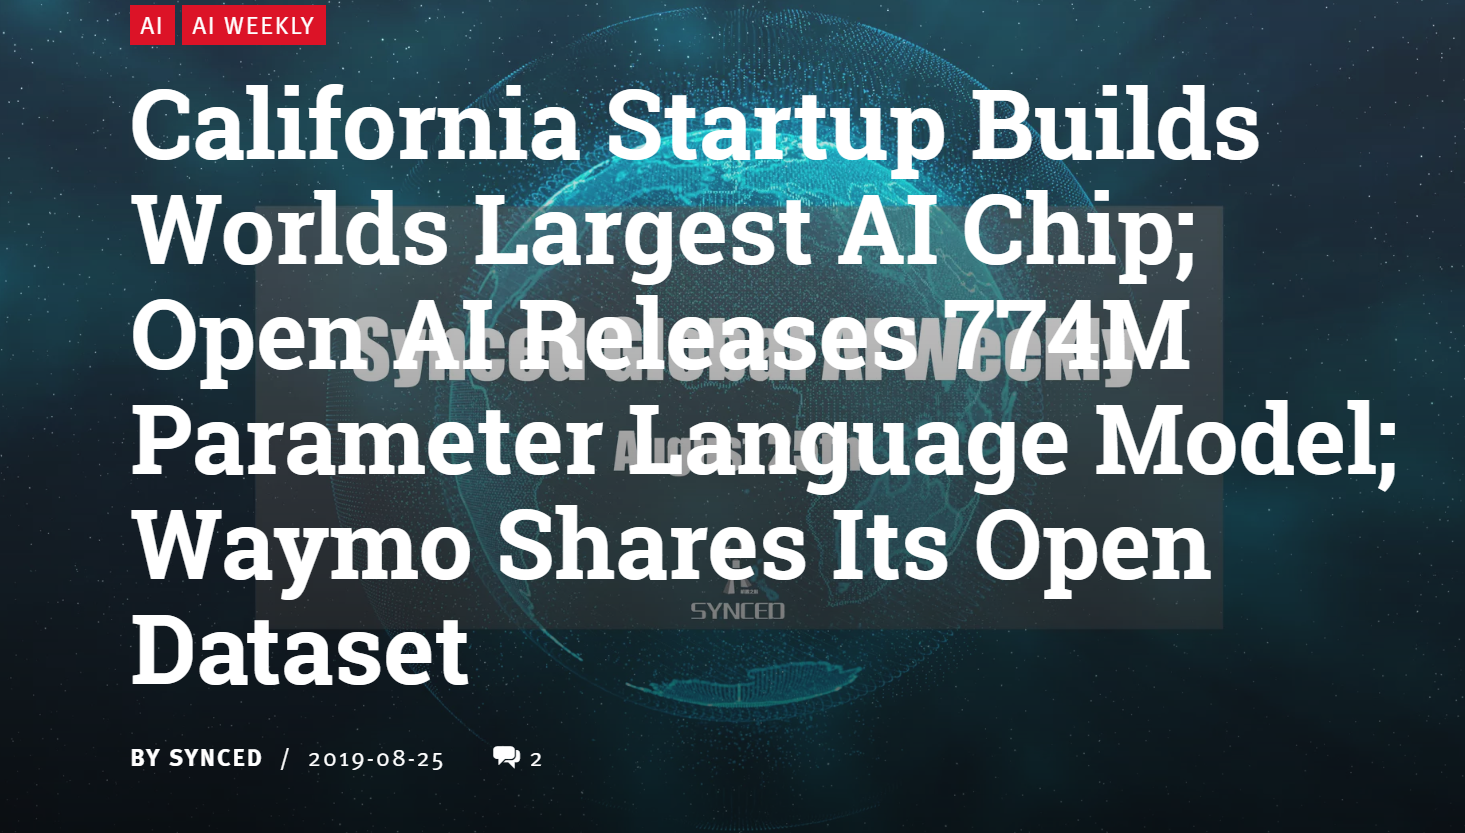 AI AI WEEKLY
California Startup Builds
Worlds Largest AI Chip;
Open AI Releases 774M
Parameter Language Model;
Waymo Shares Its Open
Dataset
Synced Global AI Weekly
August 25th
SYNCED
BY SYNCED / 2019-08-25 2